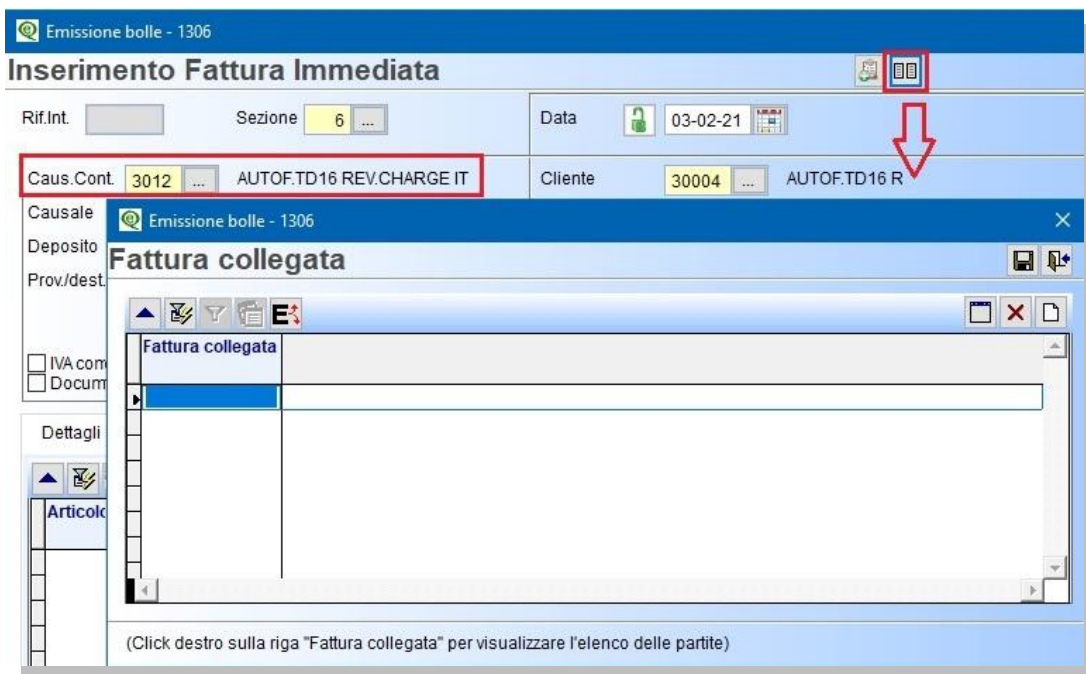 Emissione bolle - 1306
Inserimento Fattura Immediata
Rif.Int. Sezione 6 ... Data 03-02-21
Caus.Cont. 3012 ... AUTOF.TD16 REV.CHARGE IT Cliente 30004 ... AUTOF.TD16 R
Causale
Emissione bolle - 1306
Deposito
Fattura collegata
Prov./dest.
E
Fattura collegata
IVA com
Docum
Dettagli
Articolo
(Click destro sulla riga "Fattura collegata" per visualizzare l'elenco delle partite)